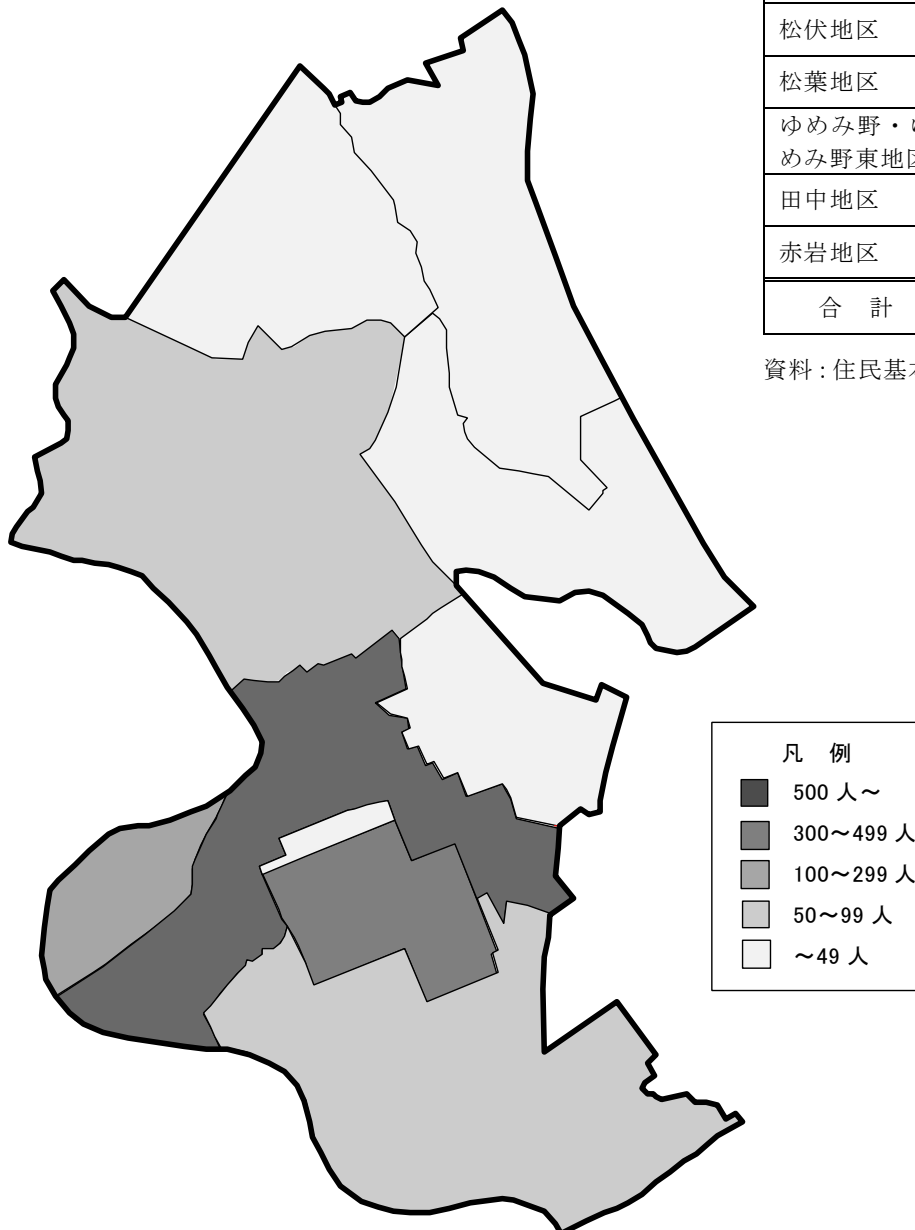 松伏地区
松葉地区
ゆめみ野・ゆ
めみ野東地区
田中地区
赤岩地区
合 計
資料:住民基本
凡 例
500 人~
300~499 人
100~299 人
50~99 人
~49 人